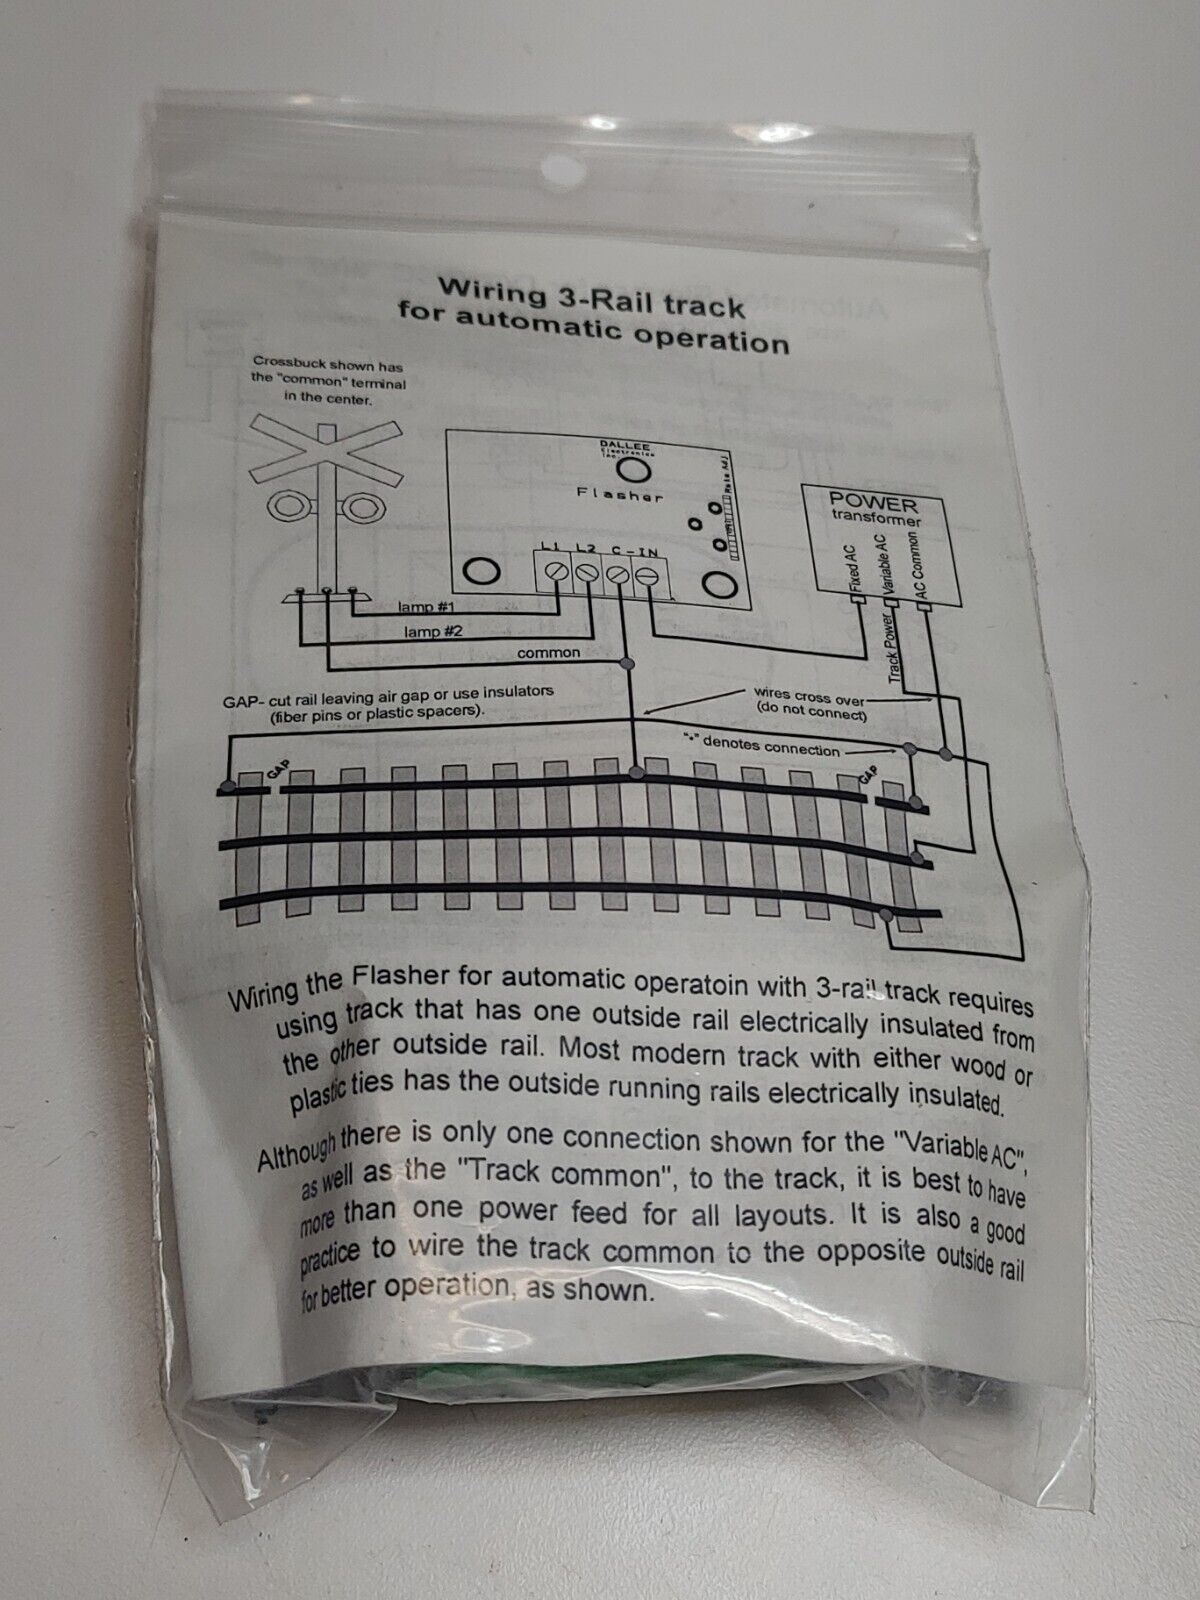 Wiring 3-Rail track
for automatic operation
Crossbuck shown has
the "common" terminal
in the center.
DALLEE
Electronics
Inc.
Flasher
Rate Adj
L1 L2 C - IN
POWER
transformer
Fixed AC
Variable AC
AC Common
Track Power
lamp #1
lamp #2
common
GAP- cut rail leaving air gap or use insulators
(fiber pins or plastic spacers).
wires cross over
(do not connect)
"•" denotes connection
GAP
GAP
Wiring the Flasher for automatic operatoin with 3-rail track requires
using track that has one outside rail electrically insulated from
the other outside rail. Most modern track with either wood or
plastic ties has the outside running rails electrically insulated.
Although there is only one connection shown for the "Variable AC",
as well as the "Track common", to the track, it is best to have
more than one power feed for all layouts. It is also a good
practice to wire the track common to the opposite outside rail
for better operation, as shown.